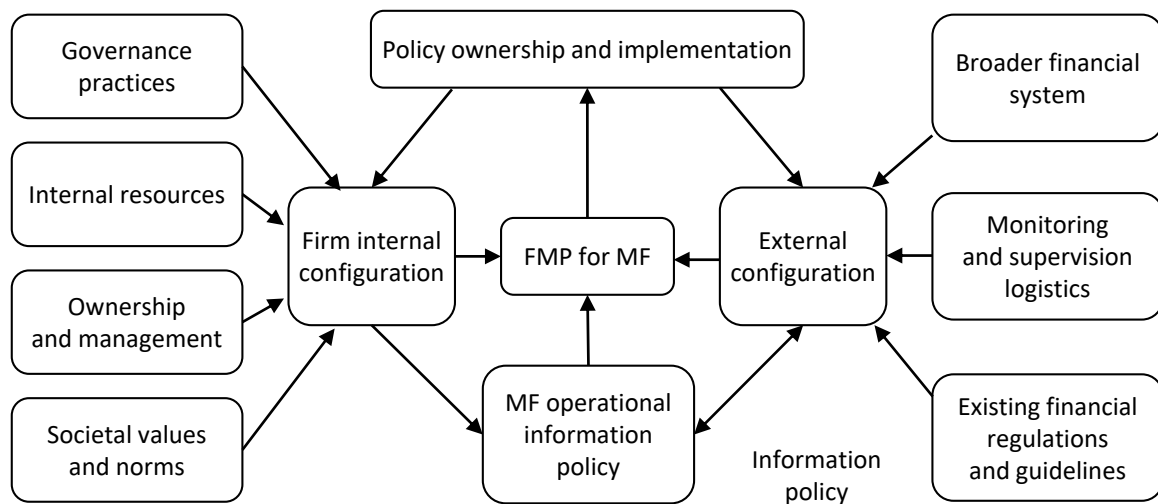 Governance
practices
Policy ownership and implementation
Broader financial
system
Internal resources
Firm internal
configuration
FMP for MF
External
configuration
Monitoring
and supervision
logistics
Ownership
and management
MF operational
information
policy
Societal values
and norms
Information
policy
Existing financial
regulations
and guidelines